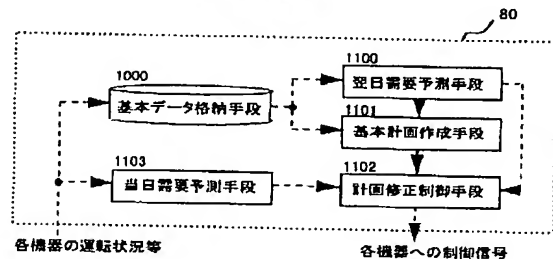 80
1000
基本データ格納手段
1100
翌日需要予測手段
1101
基本計画作成手段
1103
当日需要予測手段
1102
計画修正制御手段
各機器の運転状況等
各機器への制御信号